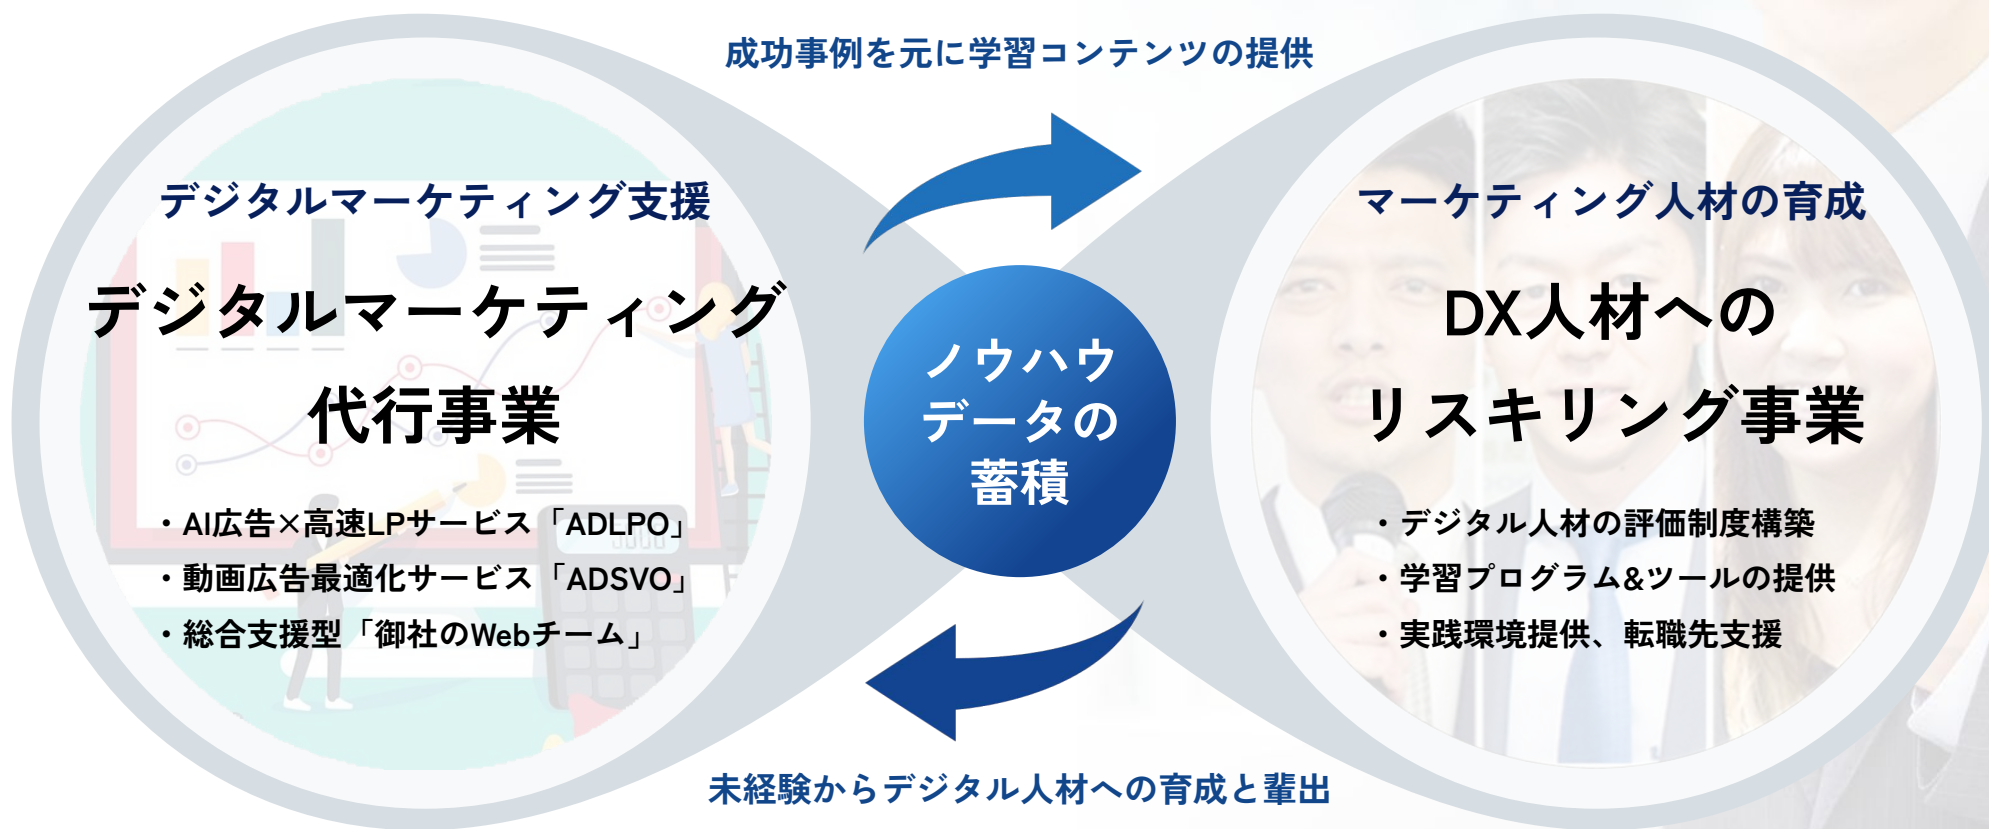 成功事例を元に学習コンテンツの提供
デジタルマーケティング支援
デジタルマーケティング
代行事業
・AI広告×高速LPサービス「ADLPO」
・動画広告最適化サービス「ADSVO」
・総合支援型「御社のWebチーム」
ノウハウ
データの
蓄積
マーケティング人材の育成
DX人材への
リスキリング事業
・デジタル人材の評価制度構築
・学習プログラム&ツールの提供
・実践環境提供、転職先支援
未経験からデジタル人材への育成と輩出